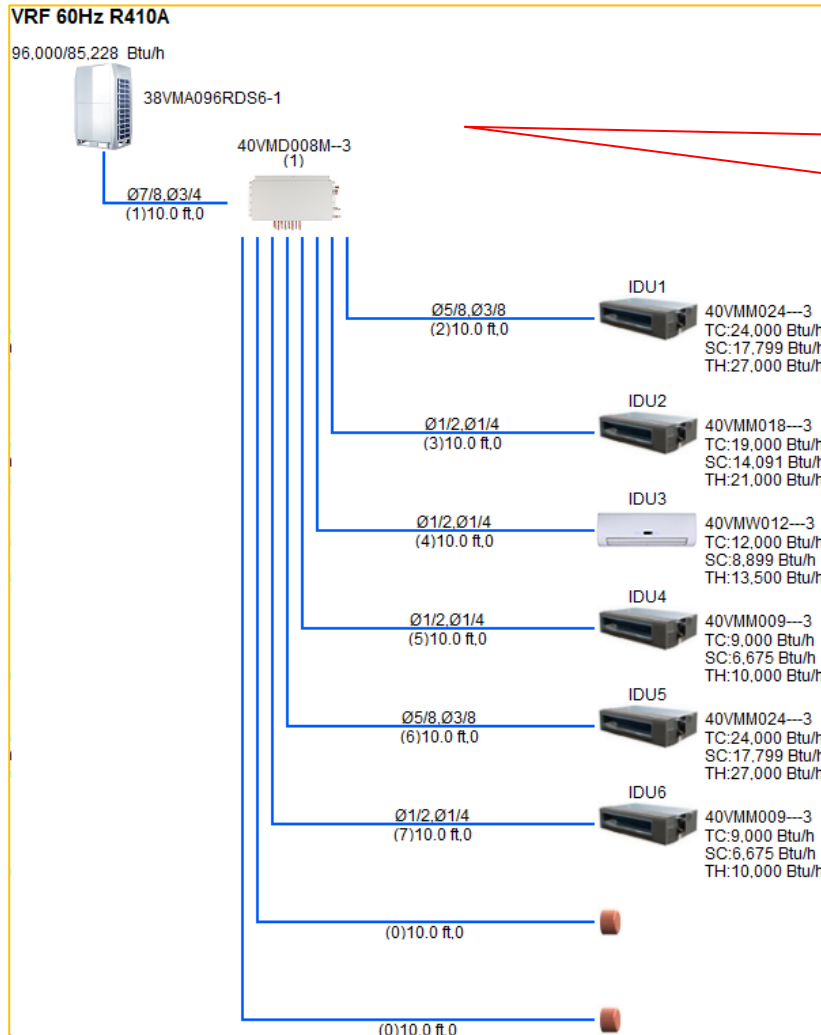 VRF 60Hz R410A
96,000/85,228 Btu/h
38VMA096RDS6-1
40VMD008M--3
(1)
Ø7/8,Ø3/4
(1)10.0 ft,0
IDU1
Ø5/8,Ø3/8
(2)10.0 ft,0
40VMM024---3
TC:24,000 Btu/h
SC:17,799 Btu/h
TH:27,000 Btu/h
IDU2
Ø1/2,Ø1/4
(3)10.0 ft,0
40VMM018---3
TC:19,000 Btu/h
SC:14,091 Btu/h
TH:21,000 Btu/h
IDU3
Ø1/2,Ø1/4
(4)10.0 ft,0
40VMW012---3
TC:12,000 Btu/h
SC:8,899 Btu/h
TH:13,500 Btu/h
IDU4
Ø1/2,Ø1/4
(5)10.0 ft,0
40VMM009---3
TC:9,000 Btu/h
SC:6,675 Btu/h
TH:10,000 Btu/h
IDU5
Ø5/8,Ø3/8
(6)10.0 ft,0
40VMM024---3
TC:24,000 Btu/h
SC:17,799 Btu/h
TH:27,000 Btu/h
IDU6
Ø1/2,Ø1/4
(7)10.0 ft,0
40VMM009---3
TC:9,000 Btu/h
SC:6,675 Btu/h
TH:10,000 Btu/h
(0)10.0 ft,0
(0)10.0 ft,0